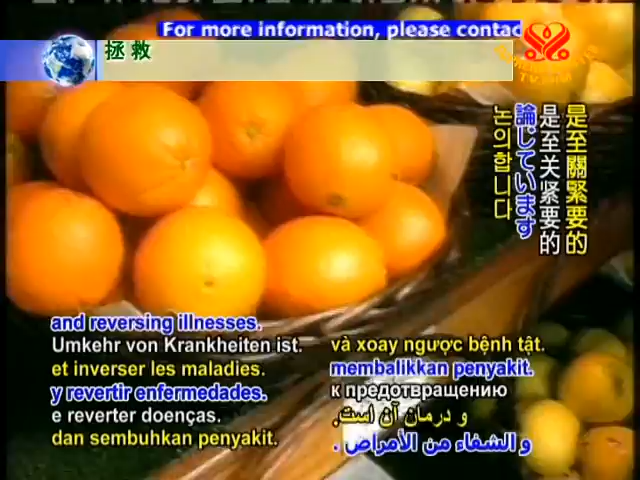 For more information, please contac
拯救
是至關緊要的
是至关紧要的
論じています
논의합니다
and reversing illnesses.
Umkehr von Krankheiten ist.
et inverser les maladies.
y revertir enfermedades.
e reverter doenças.
dan sembuhkan penyakit.
và xoay ngược bệnh tật.
membalikkan penyakit.
к предотвращению
و درمان آن است.
و الشفاء من الأمراض .